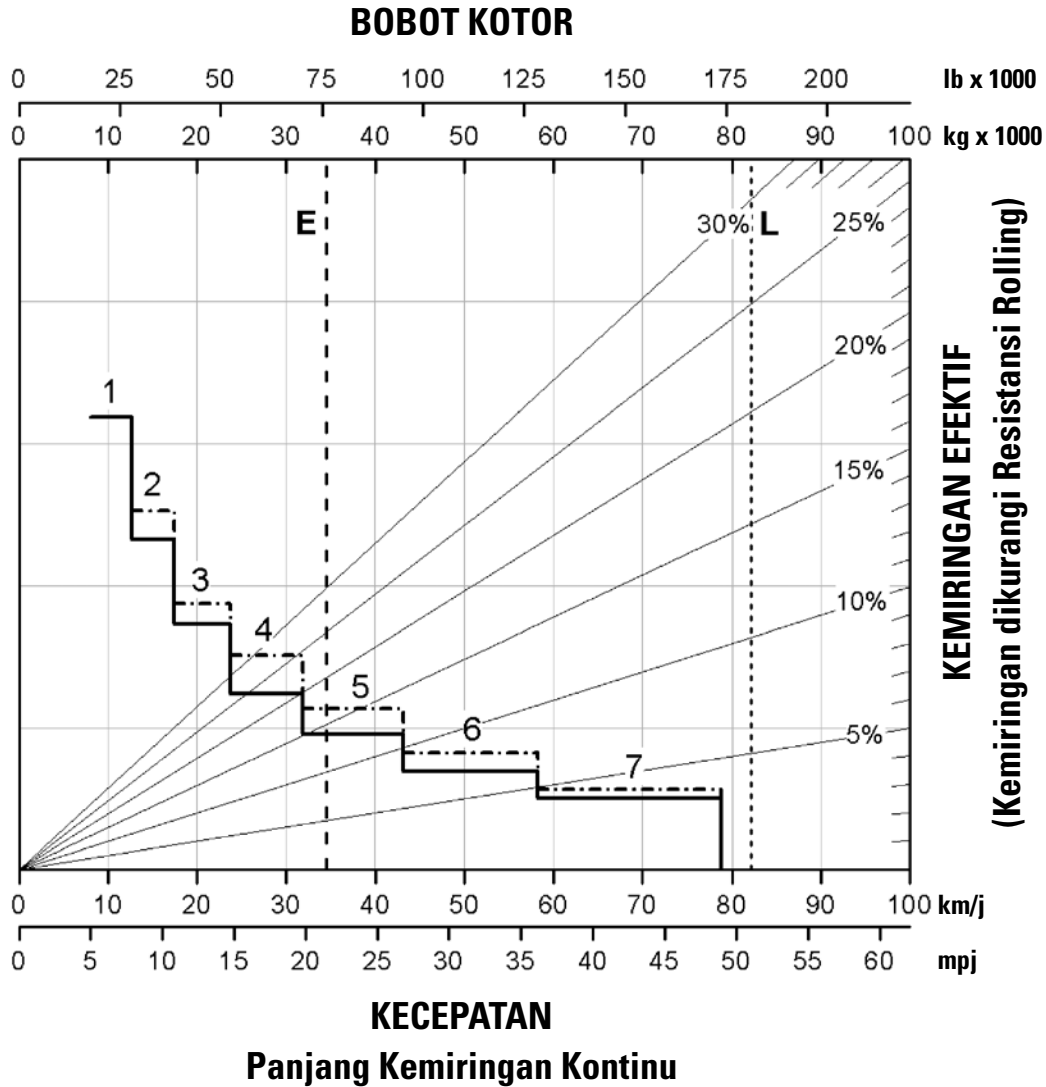 BOBOT KOTOR
0 25 50 75 100 125 150 175 200 lb x 1000
0 10 20 30 40 50 60 70 80 90 100 kg x 1000
E 30% L 25%
20%
1
15%
2
3
10%
4
5
6
5%
7
KEMIRINGAN EFEKTIF
(Kemiringan dikurangi Resistansi Rolling)
0 10 20 30 40 50 60 70 80 90 100 km/j
0 5 10 15 20 25 30 35 40 45 50 55 60 mpj
KECEPATAN
Panjang Kemiringan Kontinu